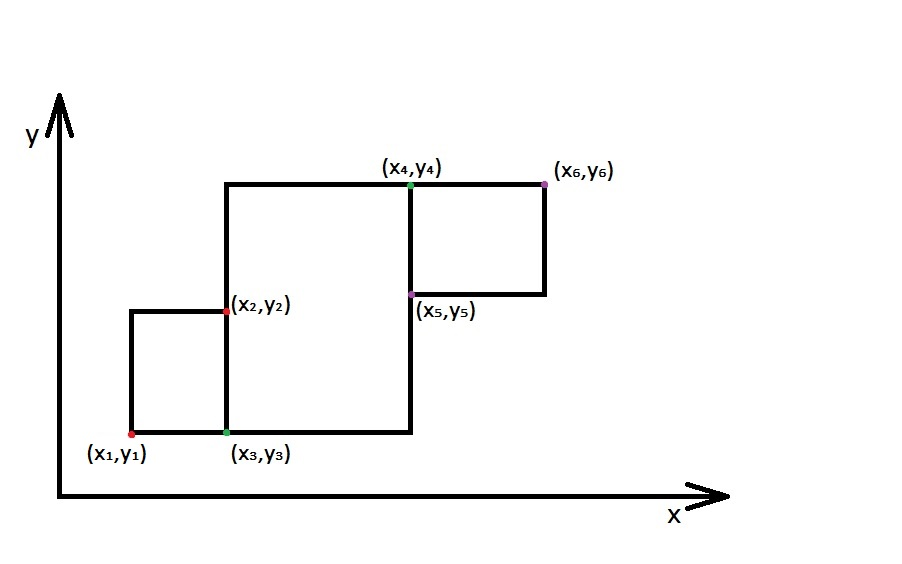 y
(x₄,y₄)
(x₆,y₆)
(x₂,y₂)
(x₅,y₅)
(x₁,y₁)
(x₃,y₃)
x